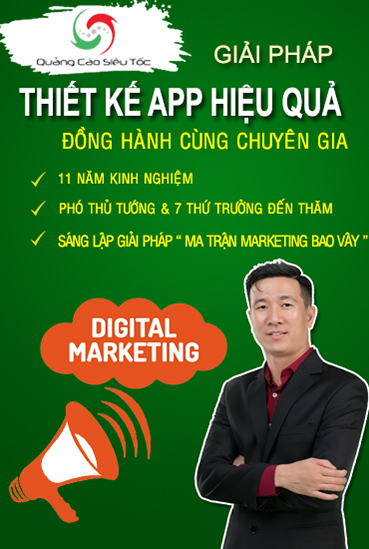 Quảng Cáo Siêu Tốc
GIẢI PHÁP
THIẾT KẾ APP HIỆU QUẢ
ĐỒNG HÀNH CÙNG CHUYÊN GIA
11 NĂM KINH NGHIỆM
PHÓ THỦ TƯỚNG & 7 THỨ TRƯỞNG ĐẾN THĂM
SÁNG LẬP GIẢI PHÁP “ MA TRẬN MARKETING BAO VÂY ”
DIGITAL
MARKETING